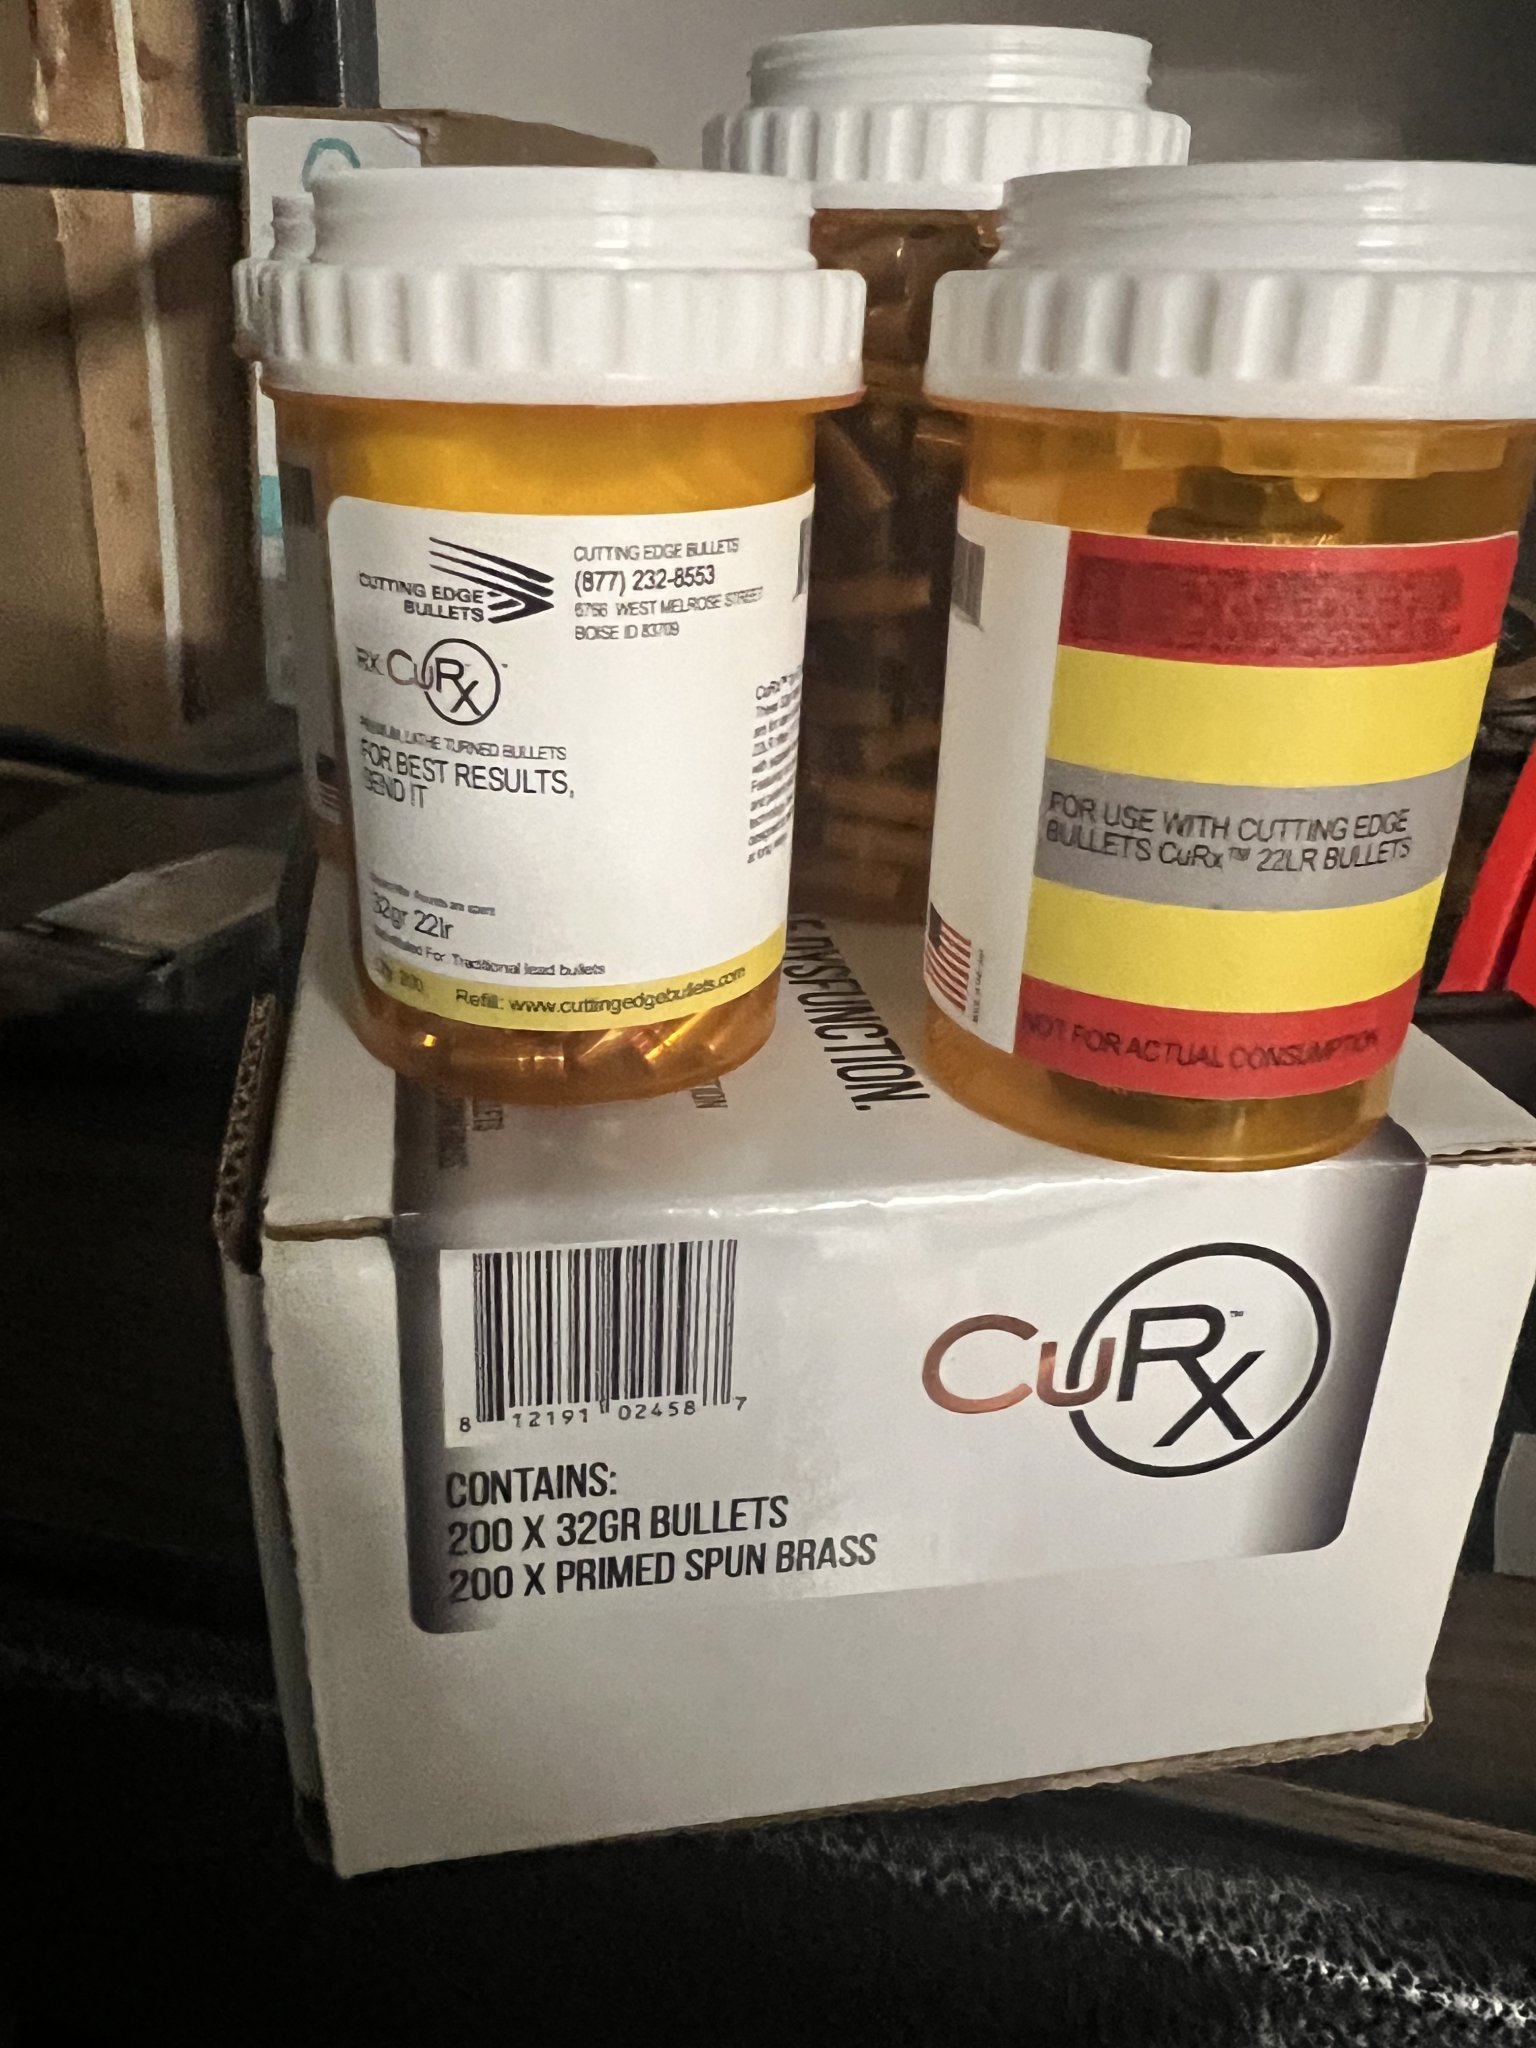 CUTTING EDGE
BULLETS
CUTTING EDGE BULLETS
(877) 232-8553
WEST MELROSE STREET
BOISE ID 83709
RX CuRx
PREMIUM LATHE TURNED BULLETS
FOR BEST RESULTS,
SEND IT
32gr 22lr
For Traditional lead bullets
Refill: www.cuttingedgebullets.com
FOR USE WITH CUTTING EDGE
BULLETS CuRx™ 22LR BULLETS
NOT FOR ACTUAL CONSUMPTION
DYSFUNCTION.
8 12191 02458 7
CuRx™
CONTAINS:
200 X 32GR BULLETS
200 X PRIMED SPUN BRASS